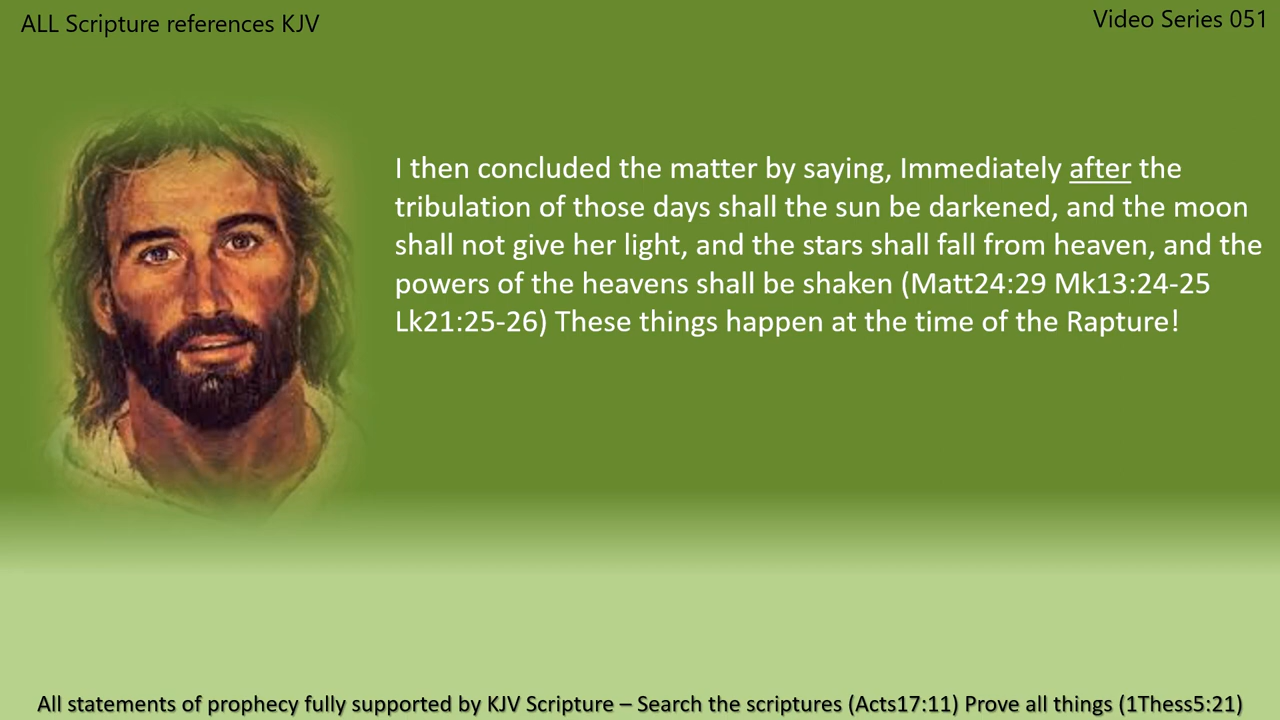 ALL Scripture references KJV
Video Series 051
I then concluded the matter by saying, Immediately after the
tribulation of those days shall the sun be darkened, and the moon
shall not give her light, and the stars shall fall from heaven, and the
powers of the heavens shall be shaken (Matt24:29 Mk13:24-25
Lk21:25-26) These things happen at the time of the Rapture!
All statements of prophecy fully supported by KJV Scripture – Search the scriptures (Acts17:11) Prove all things (1Thess5:21)